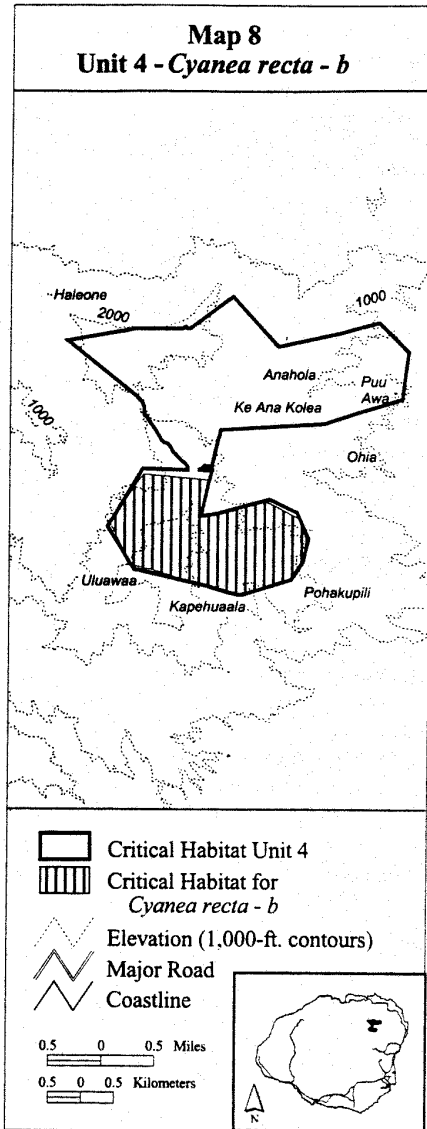 Map 8
Unit 4 - Cyanea recta - b
Haleone
2000
1000
Anahola
Puu
Awa
Ke Ana Kolea
1000
Ohia
Uluawaa
Pohakupili
Kapehuaala
Critical Habitat Unit 4
Critical Habitat for
Cyanea recta - b
Elevation (1,000-ft. contours)
Major Road
Coastline
0.5 0 0.5 Miles
0.5 0 0.5 Kilometers
N